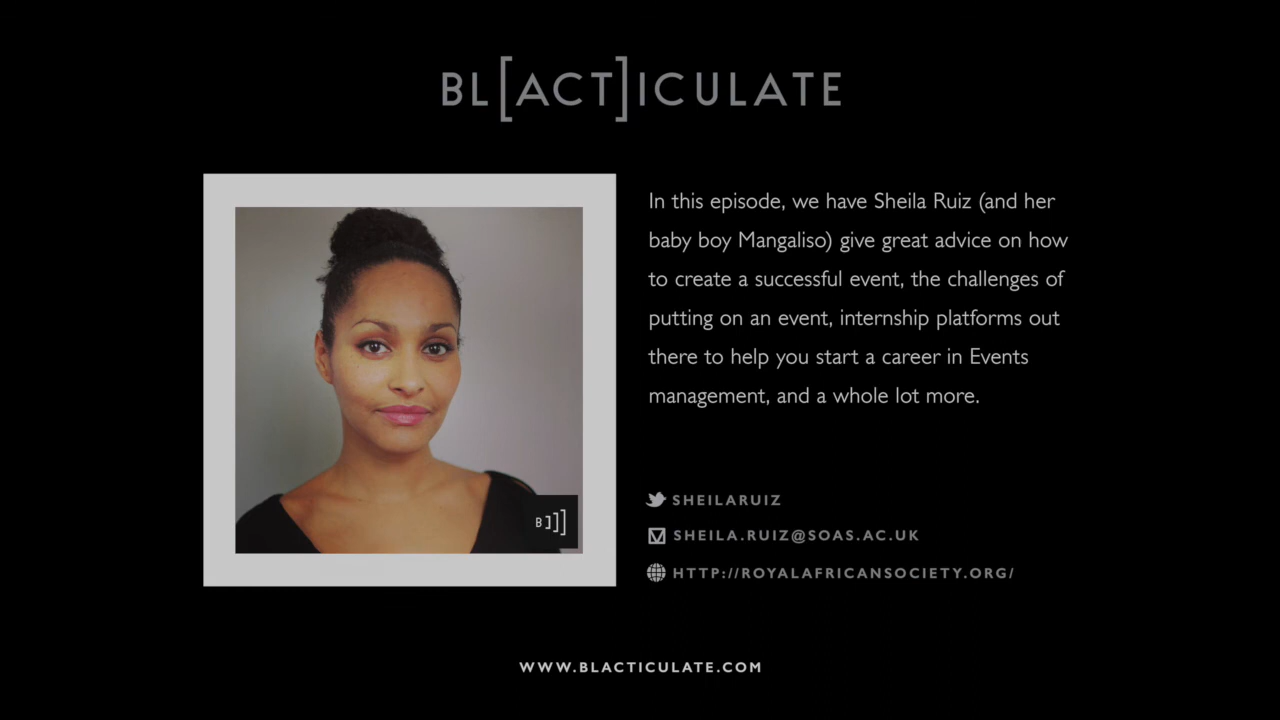 BL[ACT]ICULATE
In this episode, we have Sheila Ruiz (and her
baby boy Mangaliso) give great advice on how
to create a successful event, the challenges of
putting on an event, internship platforms out
there to help you start a career in Events
management, and a whole lot more.
B]]]
SHEILARUIZ
SHEILA.RUIZ@SOAS.AC.UK
HTTP://ROYALAFRICANSOCIETY.ORG/
WWW.BLACTICULATE.COM